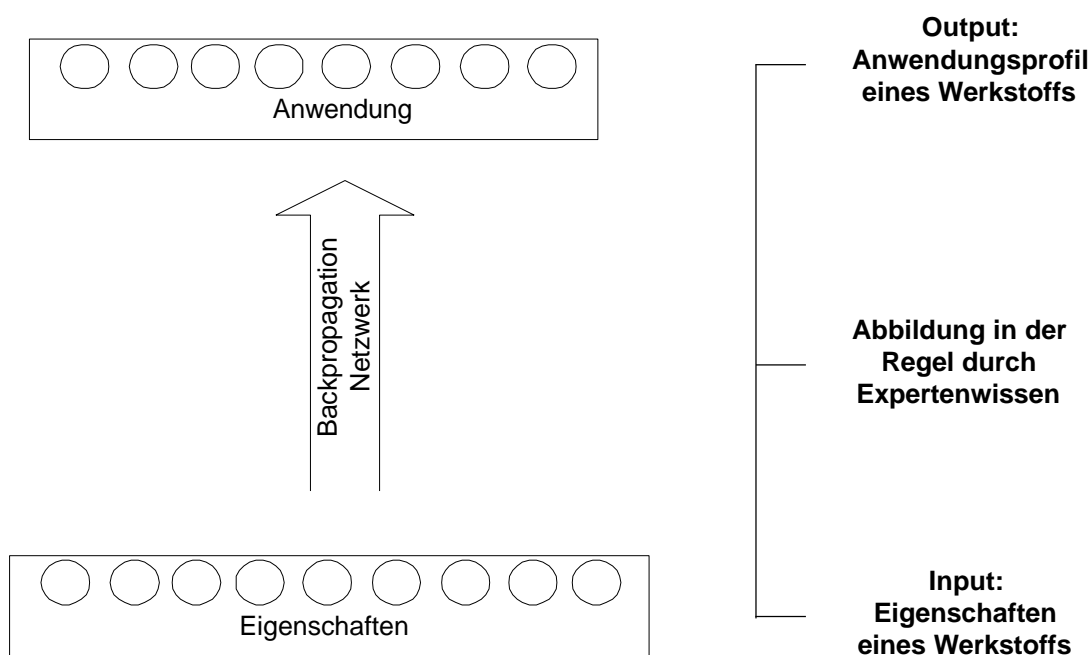 Output:
Anwendungsprofil
eines Werkstoffs
Anwendung
Backpropagation
Netzwerk
Abbildung in der
Regel durch
Expertenwissen
Eigenschaften
Input:
Eigenschaften
eines Werkstoffs